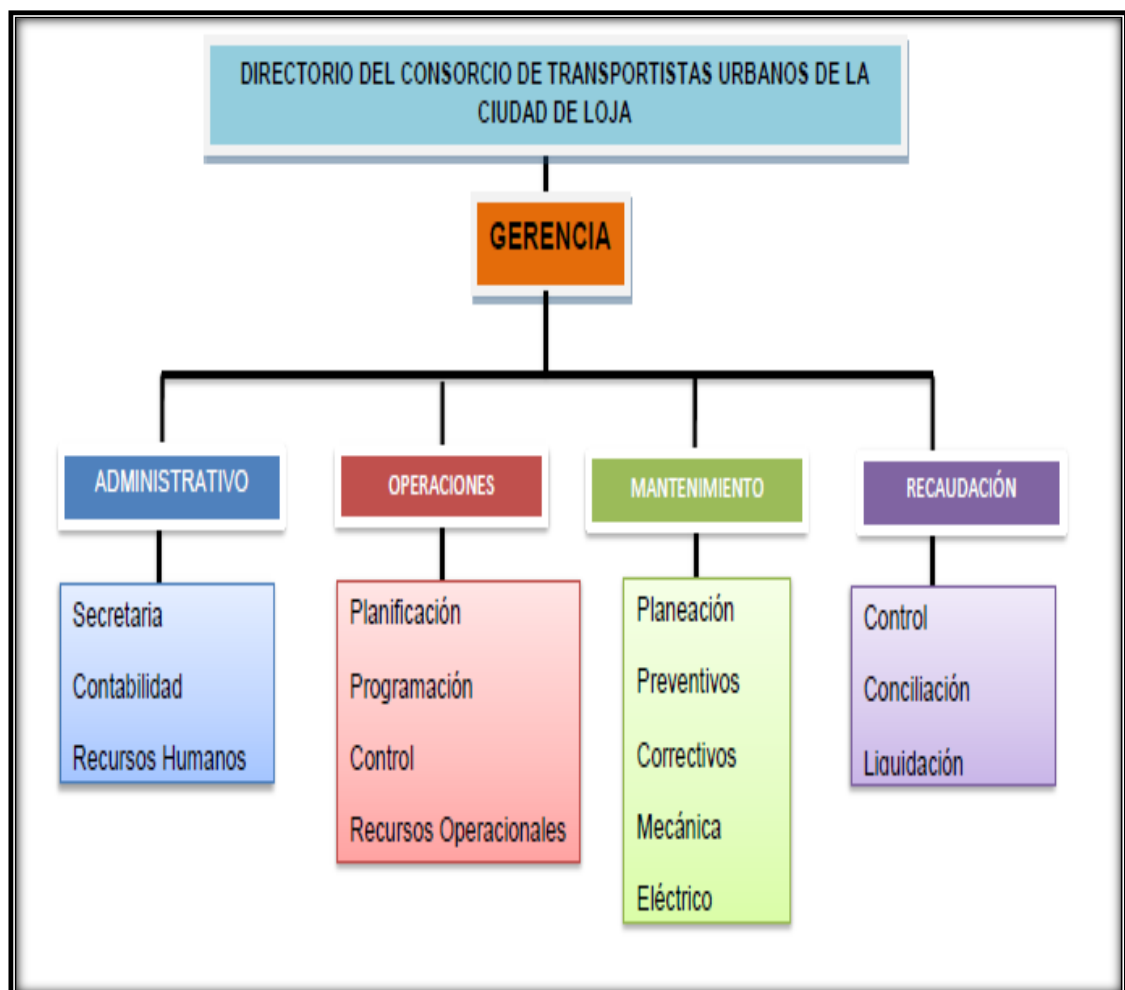 DIRECTORIO DEL CONSORCIO DE TRANSPORTISTAS URBANOS DE LA
CIUDAD DE LOJA
GERENCIA
ADMINISTRATIVO
Secretaria
Contabilidad
Recursos Humanos
OPERACIONES
Planificación
Programación
Control
Recursos Operacionales
MANTENIMIENTO
Planeación
Preventivos
Correctivos
Mecánica
Eléctrico
RECAUDACIÓN
Control
Conciliación
Liquidación